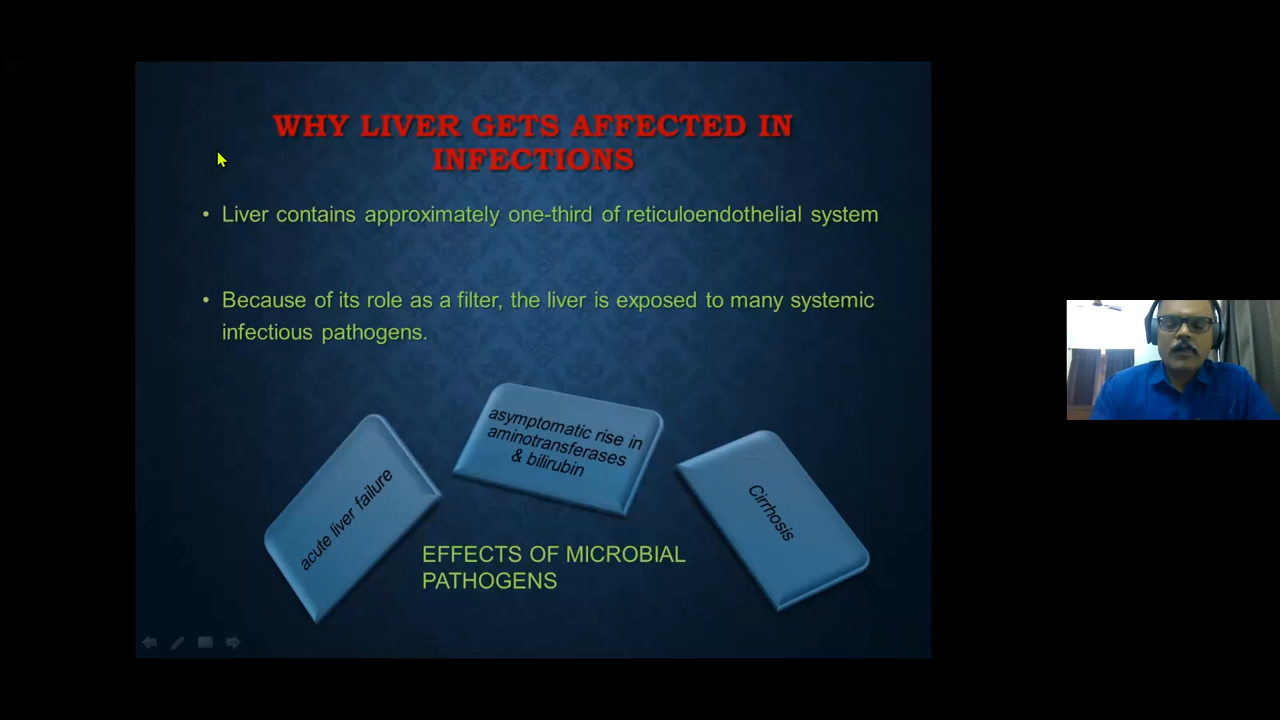 WHY LIVER GETS AFFECTED IN
INFECTIONS
• Liver contains approximately one-third of reticuloendothelial system
• Because of its role as a filter, the liver is exposed to many systemic
infectious pathogens.
acute liver failure
asymptomatic rise in
aminotransferases
& bilirubin
Cirrhosis
EFFECTS OF MICROBIAL
PATHOGENS